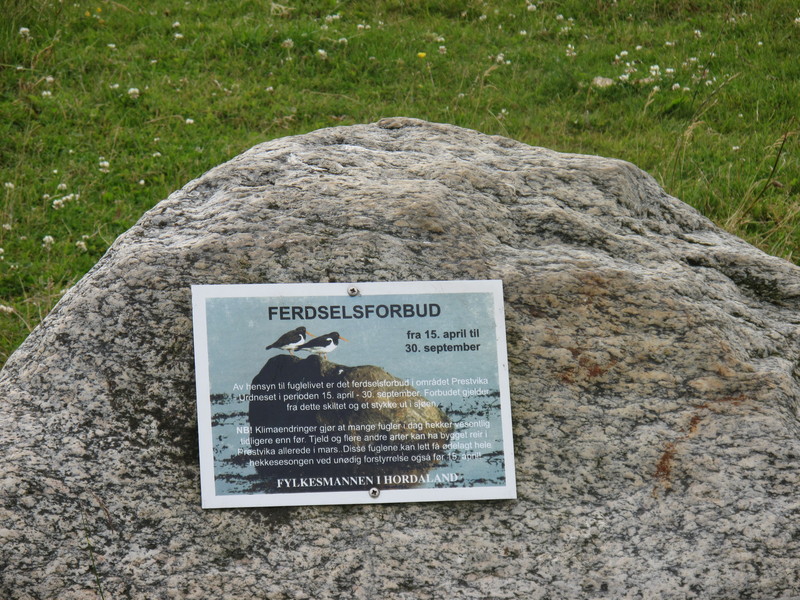 FERDSELSFORBUD
fra 15. april til
30. september
Av hensyn til fuglelivet er det ferdselsforbud i området Prestvika
Urdneset i perioden 15. april - 30. september. Forbudet gjelder
fra dette skiltet og et stykke ut i sjøen.
NB! Klimaendringer gjør at mange fugler i dag hekker vesentlig
tidligere enn før. Tjeld og flere andre arter kan ha bygget reir i
Prestvika allerede i mars. Disse fuglene kan lett få ødelagt hele
hekkesesongen ved unødig forstyrrelse også før 15. april.
FYLKESMANNEN I HORDALAND